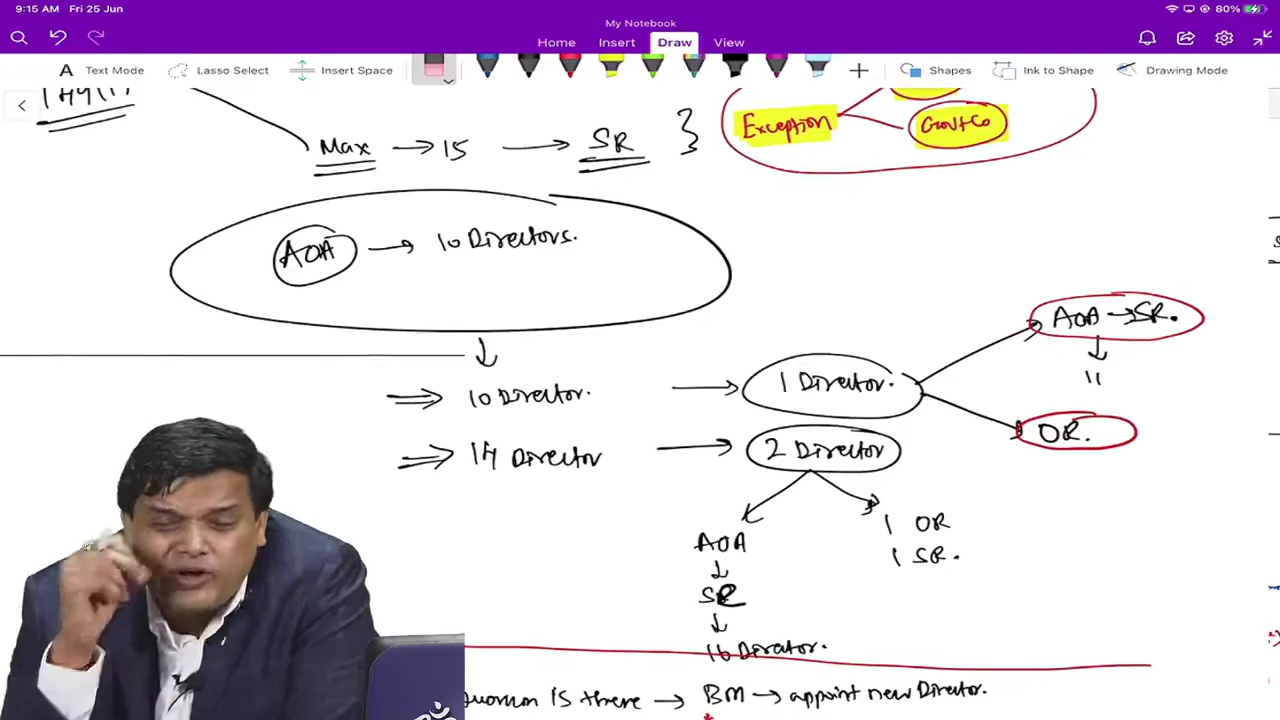 9:15 AM Fri 25 Jun
80%
My Notebook
Home Insert Draw View
A Text Mode Lasso Select Insert Space Shapes Ink to Shape Drawing Mode
Max → 15 → SR }
Exception Govt Co
AOA → 10 Directors.
AOA → SR.
↓
11
⇒ 10 Director. → 1 Director.
OR.
⇒ 14 Director → 2 Director
1 OR
AOA
1 SR.
↓
SR
↓
16 Director.
quorum is there → BM → appoint new Director.